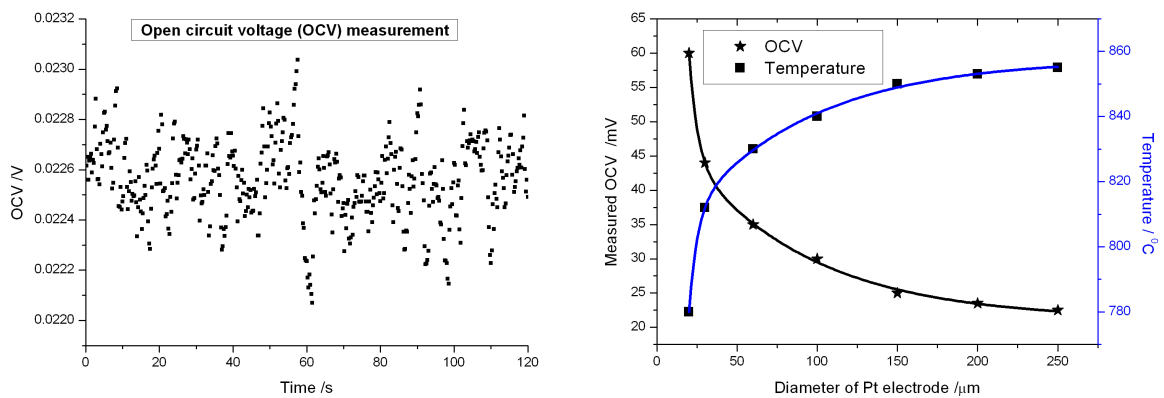 Open circuit voltage (OCV) measurement
0.0232
0.0230
0.0228
0.0226
0.0224
0.0222
0.0220
OCV /V
0 20 40 60 80 100 120
Time /s
OCV
Temperature
65
60
55
50
45
40
35
30
25
20
Measured OCV /mV
860
840
820
800
780
Temperature / ⁰C
0 50 100 150 200 250
Diameter of Pt electrode /μm